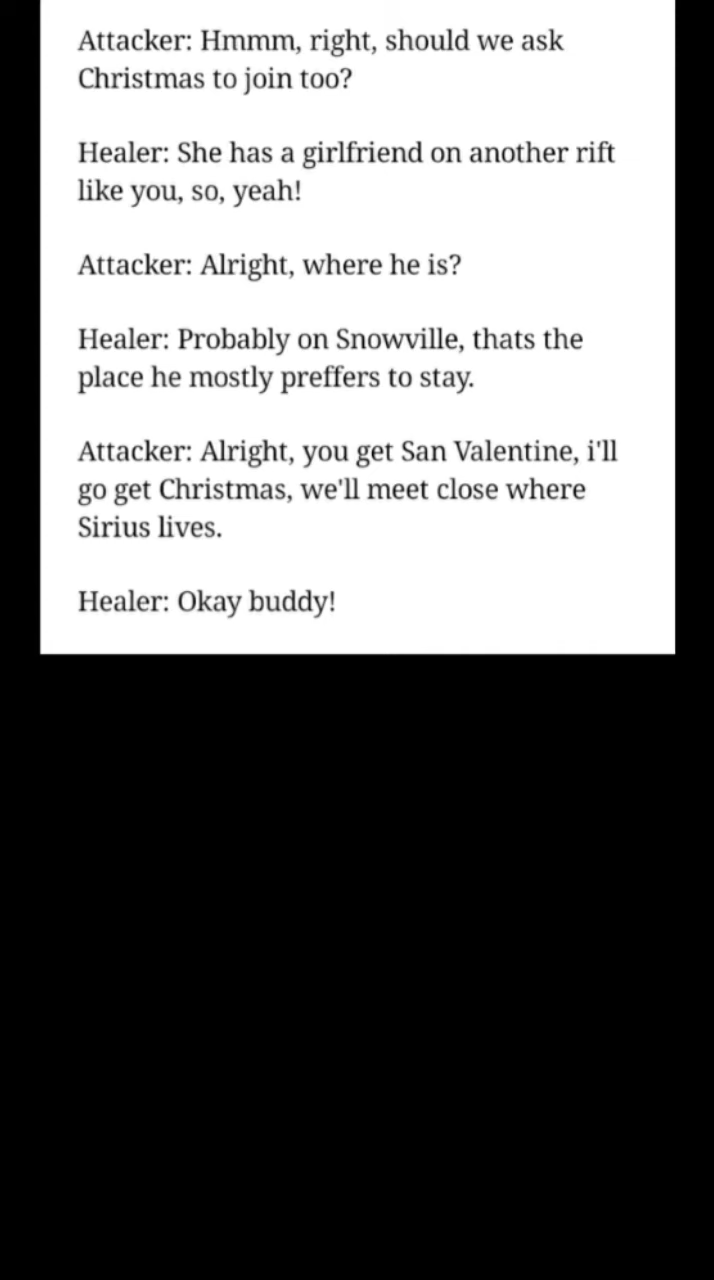 Attacker: Hmmm, right, should we ask
Christmas to join too?
Healer: She has a girlfriend on another rift
like you, so, yeah!
Attacker: Alright, where he is?
Healer: Probably on Snowville, thats the
place he mostly preffers to stay.
Attacker: Alright, you get San Valentine, i'll
go get Christmas, we'll meet close where
Sirius lives.
Healer: Okay buddy!